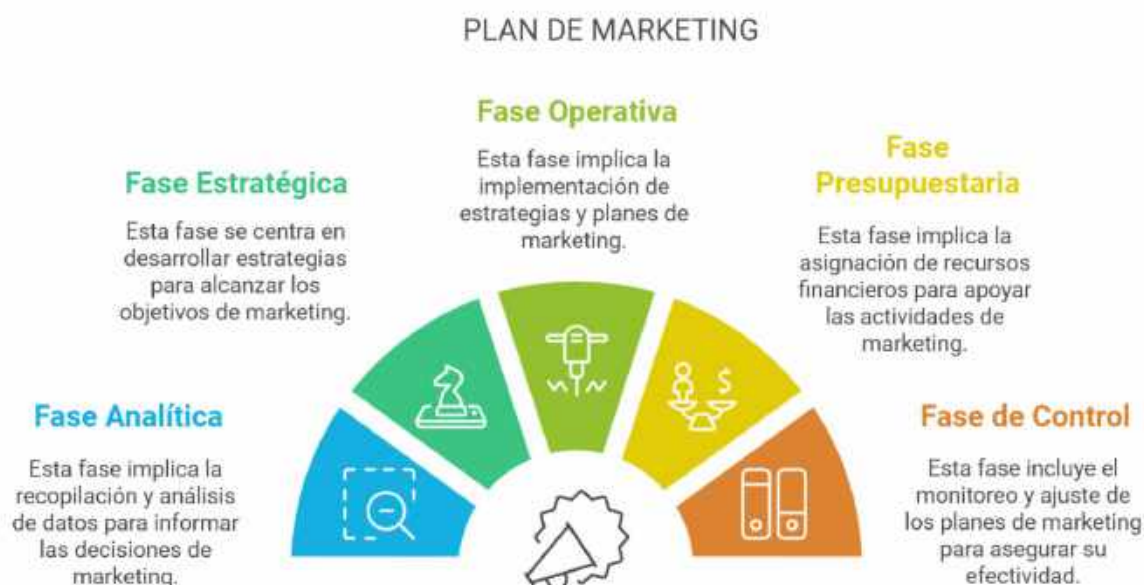 PLAN DE MARKETING
Fase Analítica
Esta fase implica la
recopilación y análisis
de datos para informar
las decisiones de
marketing.
Fase Estratégica
Esta fase se centra en
desarrollar estrategias
para alcanzar los
objetivos de marketing.
Fase Operativa
Esta fase implica la
implementación de
estrategias y planes de
marketing.
Fase
Presupuestaria
Esta fase implica la
asignación de recursos
financieros para apoyar
las actividades de
marketing.
$
Fase de Control
Esta fase incluye el
monitoreo y ajuste de
los planes de marketing
para asegurar su
efectividad.